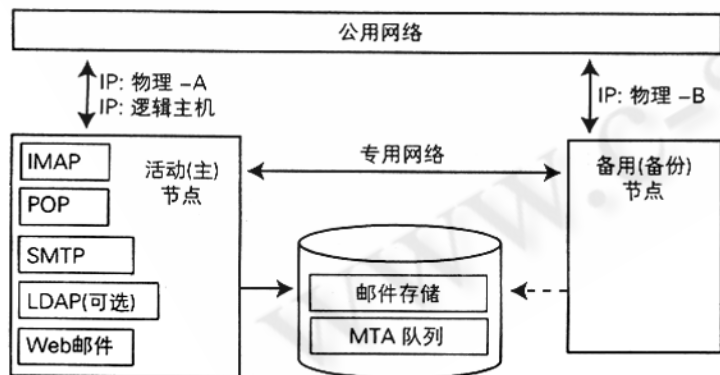 公用网络
IP: 物理 -A
IP: 逻辑主机
IP: 物理 -B
IMAP
POP
SMTP
LDAP(可选)
Web邮件
活动(主)
节点
专用网络
备用(备份)
节点
邮件存储
MTA 队列
www.c-s